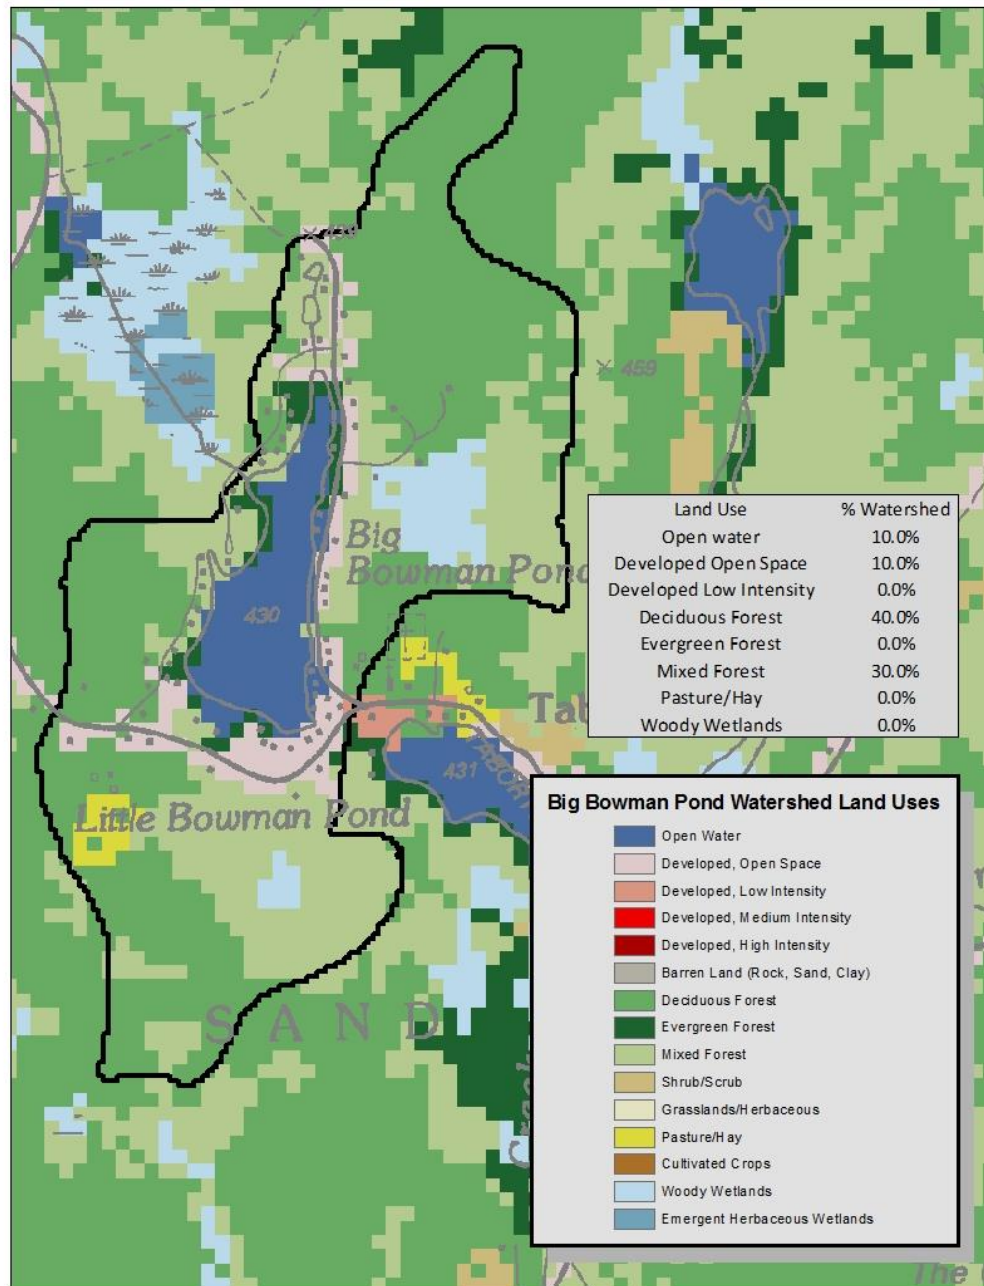 459
Big
Bowman Pond
430
431
Little Bowman Pond
SAND
Land Use % Watershed
Open water 10.0%
Developed Open Space 10.0%
Developed Low Intensity 0.0%
Deciduous Forest 40.0%
Evergreen Forest 0.0%
Mixed Forest 30.0%
Pasture/Hay 0.0%
Woody Wetlands 0.0%
Tab
Big Bowman Pond Watershed Land Uses
Open Water
Developed, Open Space
Developed, Low Intensity
Developed, Medium Intensity
Developed, High Intensity
Barren Land (Rock, Sand, Clay)
Deciduous Forest
Evergreen Forest
Mixed Forest
Shrub/Scrub
Grasslands/Herbaceous
Pasture/Hay
Cultivated Crops
Woody Wetlands
Emergent Herbaceous Wetlands
The